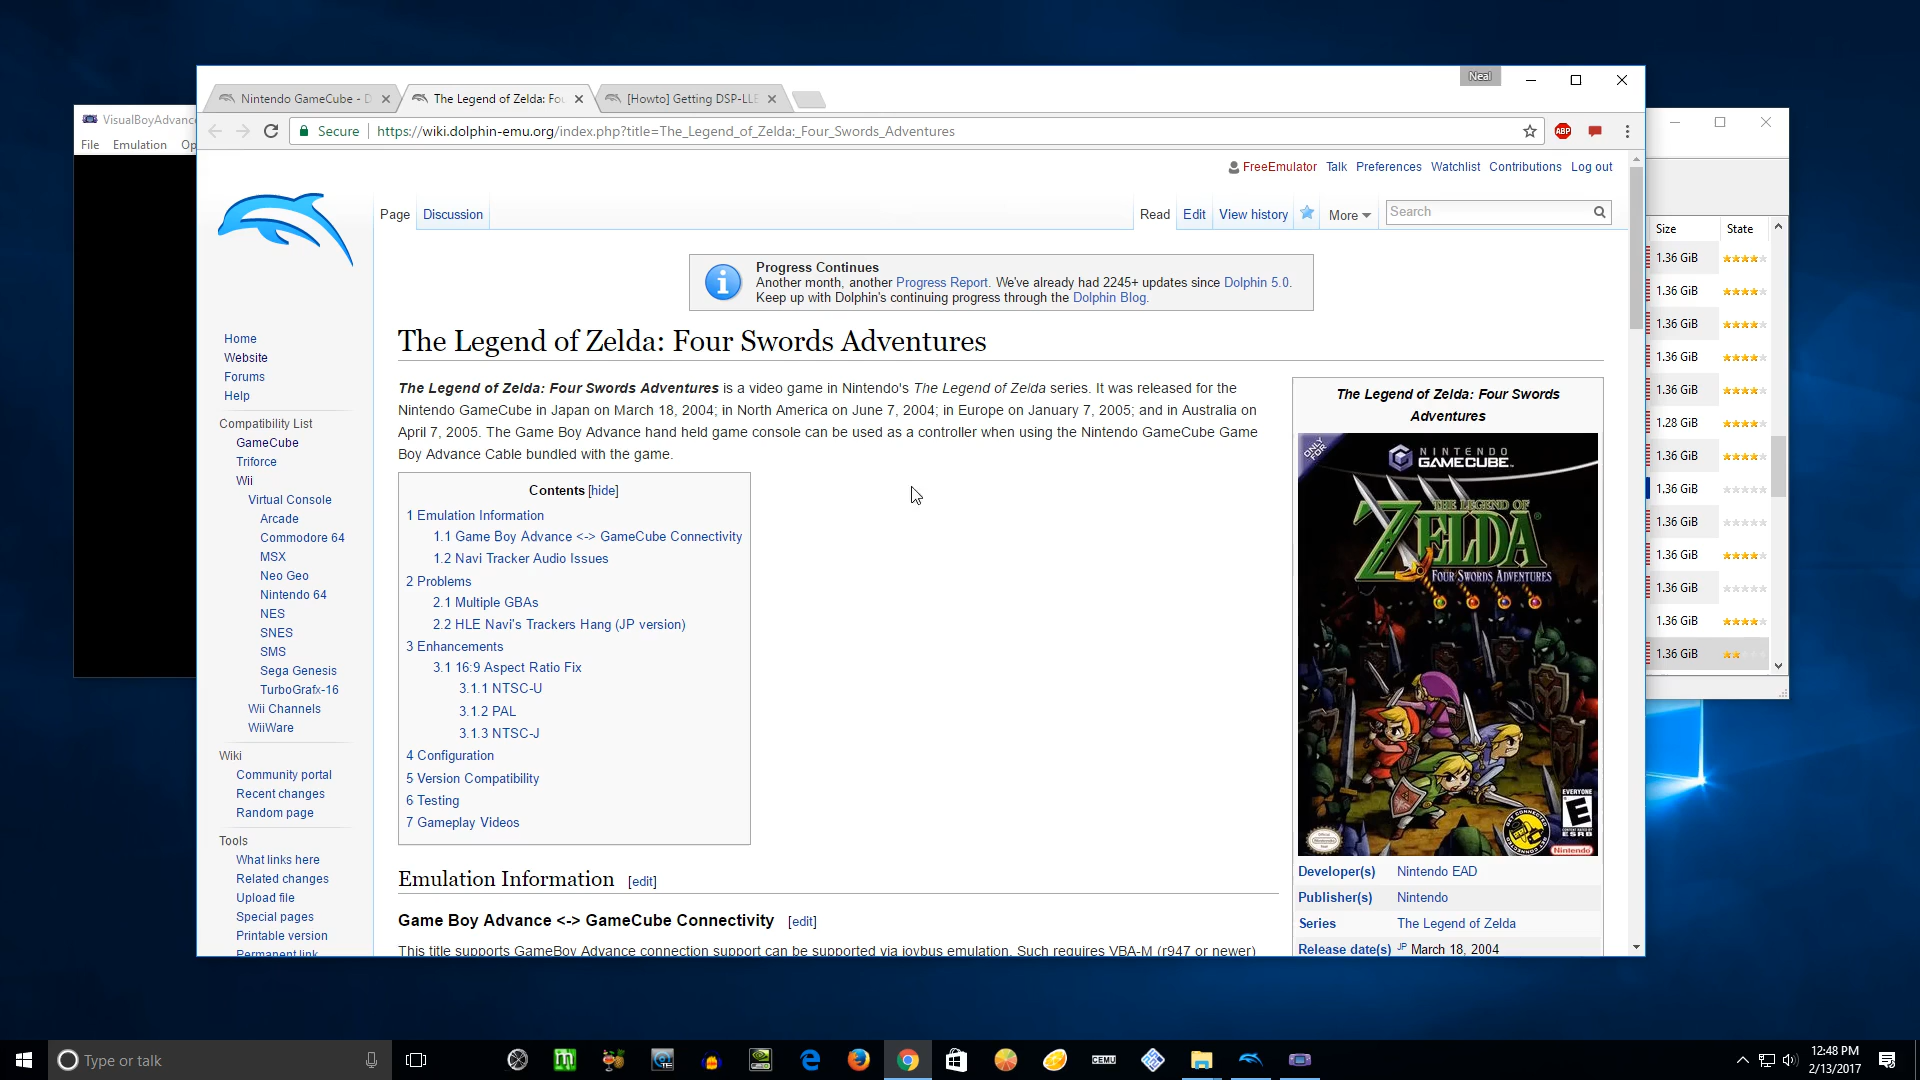 Neal
Nintendo GameCube - D
The Legend of Zelda: Fou
[Howto] Getting DSP-LLE
Secure
https://wiki.dolphin-emu.org/index.php?title=The_Legend_of_Zelda:_Four_Swords_Adventures
ABP
VisualBoyAdvance
File Emulation Op
FreeEmulator Talk Preferences Watchlist Contributions Log out
Page Discussion
Read Edit View history More
Search
Progress Continues
Another month, another Progress Report. We've already had 2245+ updates since Dolphin 5.0.
Keep up with Dolphin's continuing progress through the Dolphin Blog.
The Legend of Zelda: Four Swords Adventures
The Legend of Zelda: Four Swords Adventures is a video game in Nintendo's The Legend of Zelda series. It was released for the
Nintendo GameCube in Japan on March 18, 2004; in North America on June 7, 2004; in Europe on January 7, 2005; and in Australia on
April 7, 2005. The Game Boy Advance hand held game console can be used as a controller when using the Nintendo GameCube Game
Boy Advance Cable bundled with the game.
Contents [hide]
1 Emulation Information
1.1 Game Boy Advance <-> GameCube Connectivity
1.2 Navi Tracker Audio Issues
2 Problems
2.1 Multiple GBAs
2.2 HLE Navi's Trackers Hang (JP version)
3 Enhancements
3.1 16:9 Aspect Ratio Fix
3.1.1 NTSC-U
3.1.2 PAL
3.1.3 NTSC-J
4 Configuration
5 Version Compatibility
6 Testing
7 Gameplay Videos
Emulation Information [edit]
Game Boy Advance <-> GameCube Connectivity [edit]
This title supports GameBoy Advance connection support can be supported via joybus emulation. Such requires VBA-M (r947 or newer)
Home
Website
Forums
Help
Compatibility List
GameCube
Triforce
Wii
Virtual Console
Arcade
Commodore 64
MSX
Neo Geo
Nintendo 64
NES
SNES
SMS
Sega Genesis
TurboGrafx-16
Wii Channels
WiiWare
Wiki
Community portal
Recent changes
Random page
Tools
What links here
Related changes
Upload file
Special pages
Printable version
Permanent link
The Legend of Zelda: Four Swords
Adventures
ONLY FOR
NINTENDO
GAMECUBE
THE LEGEND OF
ZELDA
FOUR SWORDS ADVENTURES
EVERYONE
E
ESRB
Nintendo
Developer(s) Nintendo EAD
Publisher(s) Nintendo
Series The Legend of Zelda
Release date(s) JP March 18, 2004
Size State
1.36 GiB
1.36 GiB
1.36 GiB
1.36 GiB
1.36 GiB
1.28 GiB
1.36 GiB
1.36 GiB
1.36 GiB
1.36 GiB
1.36 GiB
1.36 GiB
1.36 GiB
Type or talk
CEMU
12:48 PM
2/13/2017